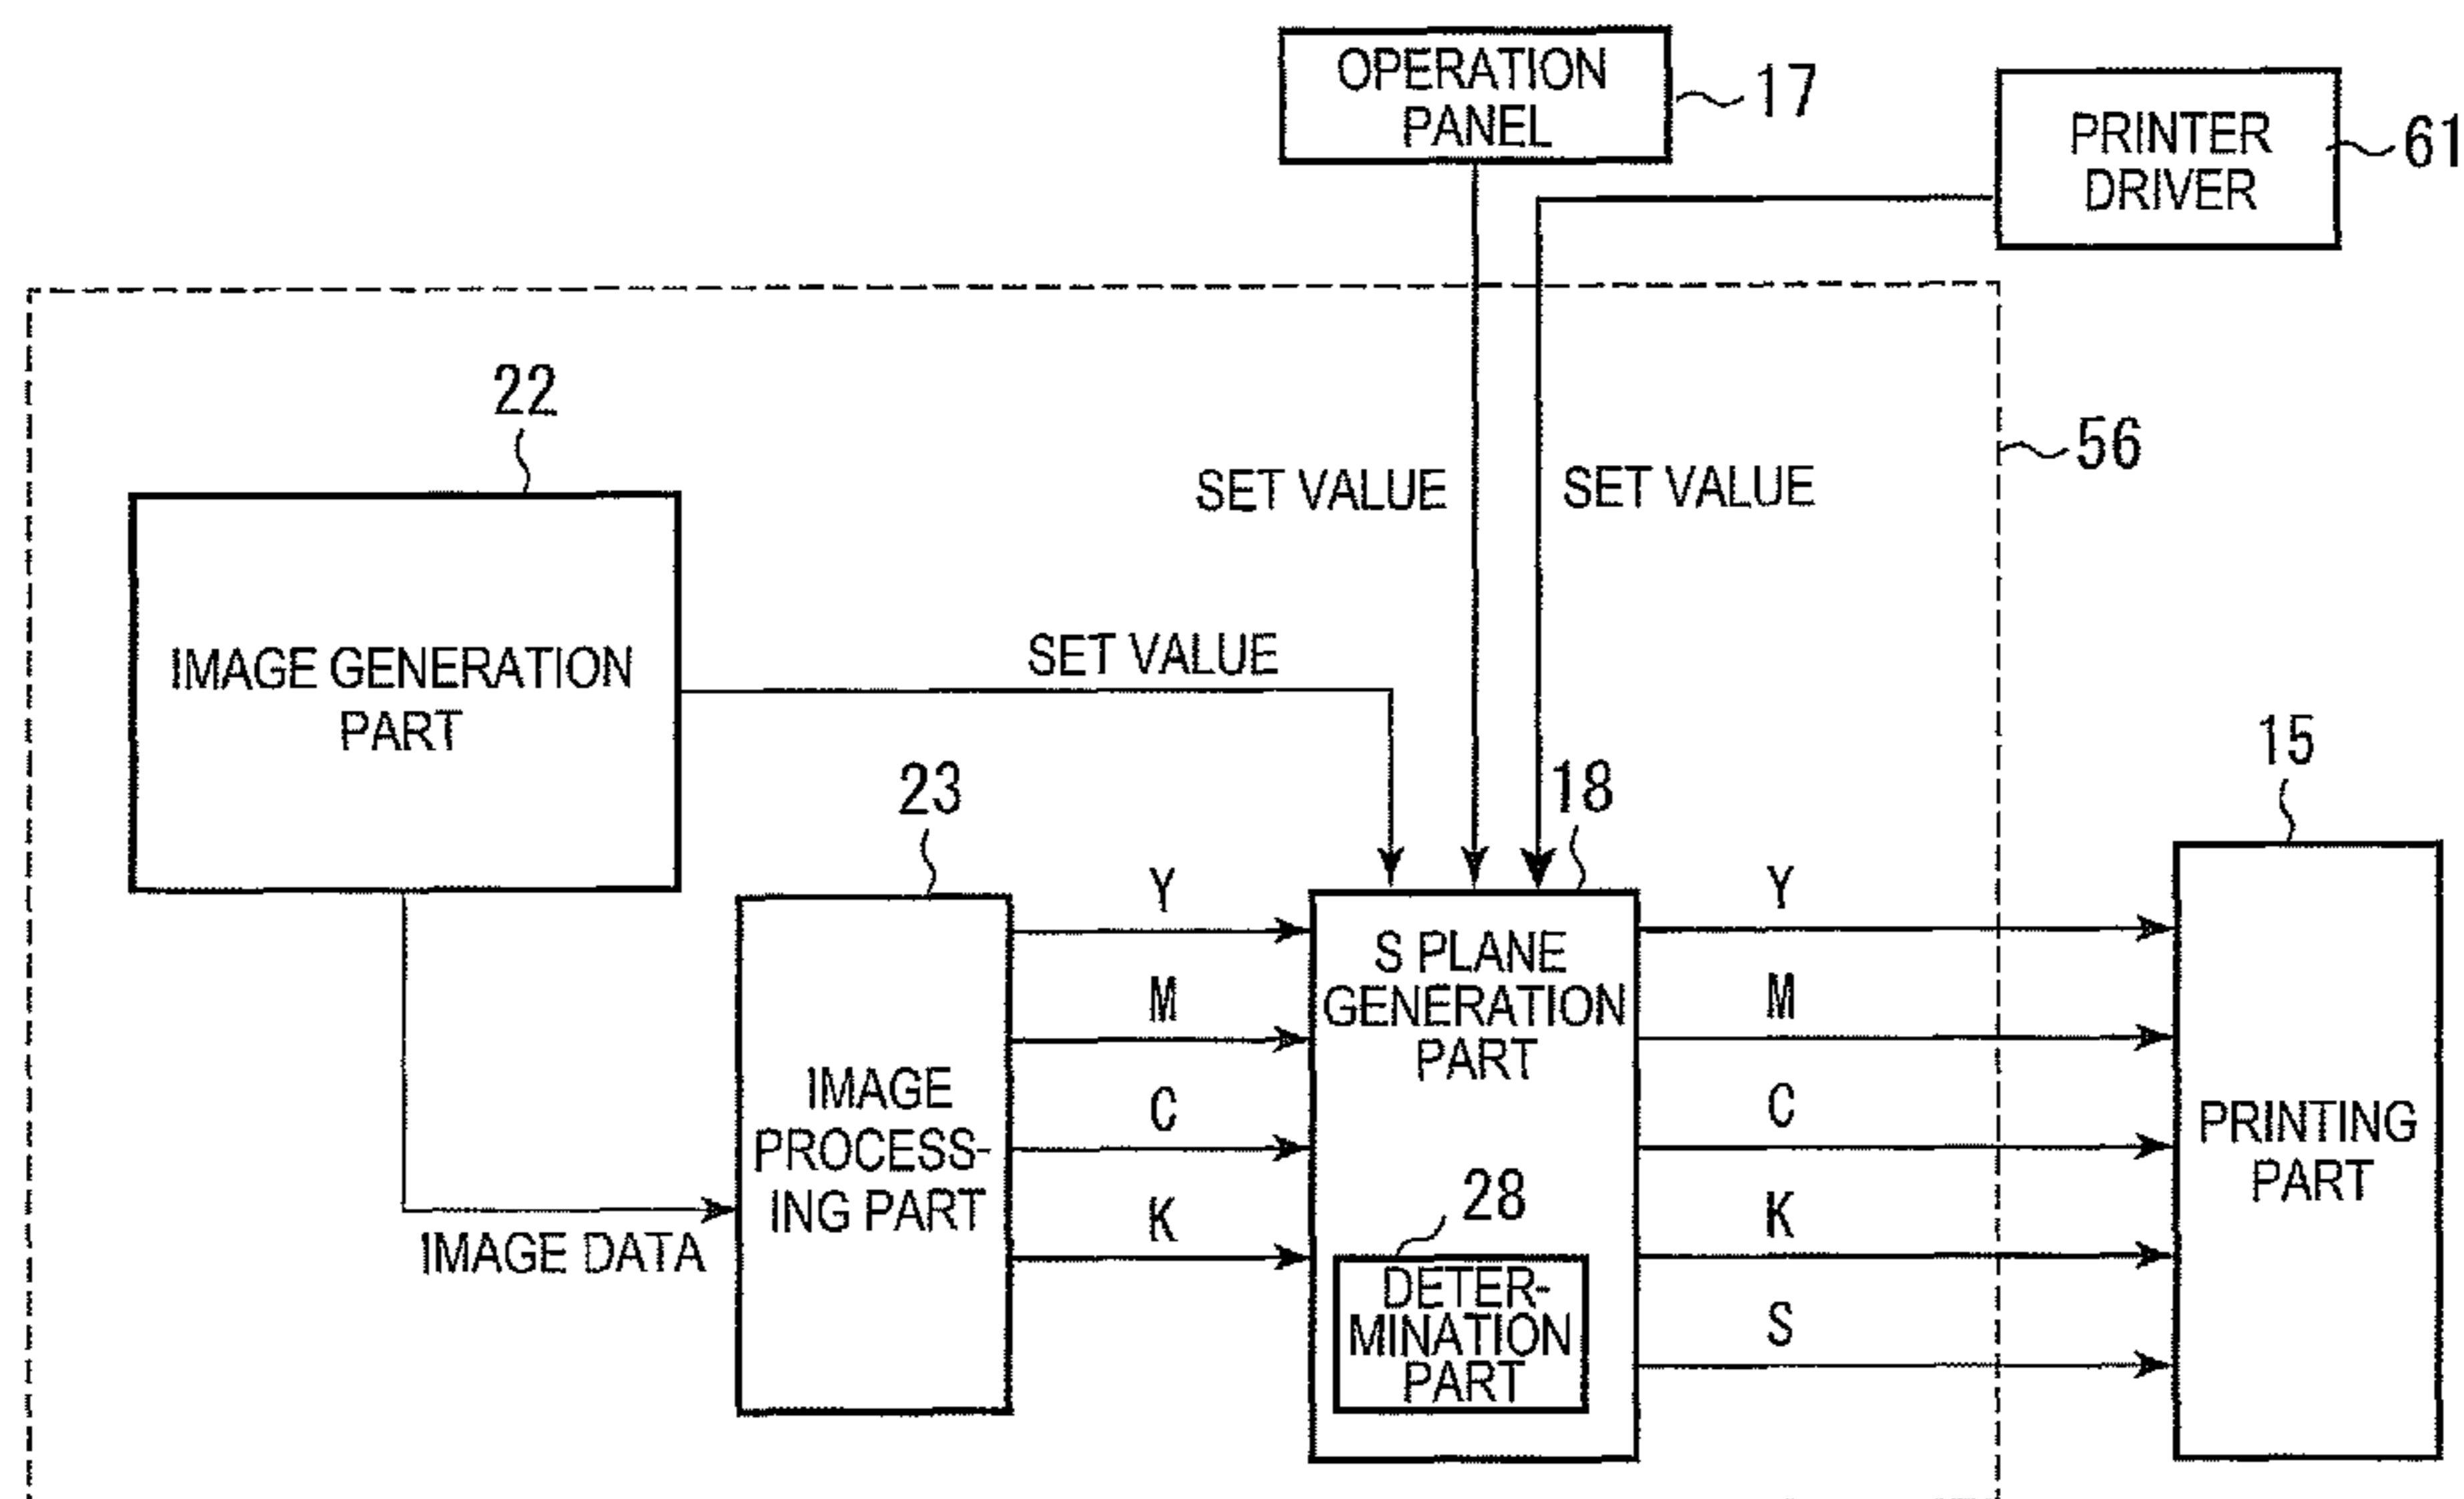 OPERATION
PANEL
17
PRINTER
DRIVER
61
22
56
SET VALUE
SET VALUE
IMAGE GENERATION
PART
SET VALUE
23
18
15
IMAGE DATA
IMAGE
PROCESS-
ING PART
Y
M
C
K
S PLANE
GENERATION
PART
28
DETER-
MINATION
PART
Y
M
C
K
S
PRINTING
PART